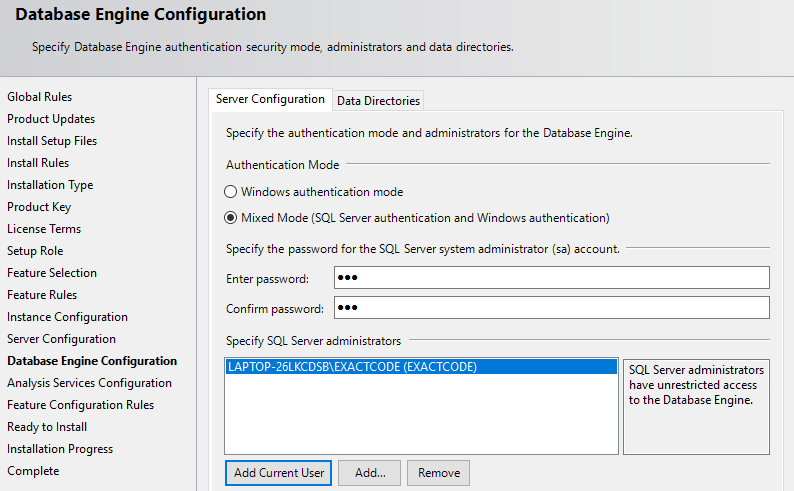 Database Engine Configuration
Specify Database Engine authentication security mode, administrators and data directories.
Global Rules
Product Updates
Install Setup Files
Install Rules
Installation Type
Product Key
License Terms
Setup Role
Feature Selection
Feature Rules
Instance Configuration
Server Configuration
Database Engine Configuration
Analysis Services Configuration
Feature Configuration Rules
Ready to Install
Installation Progress
Complete
Server Configuration Data Directories
Specify the authentication mode and administrators for the Database Engine.
Authentication Mode
Windows authentication mode
Mixed Mode (SQL Server authentication and Windows authentication)
Specify the password for the SQL Server system administrator (sa) account.
Enter password: ●●●
Confirm password: ●●●
Specify SQL Server administrators
LAPTOP-26LKCDSB\EXACTCODE (EXACTCODE)
SQL Server administrators
have unrestricted access
to the Database Engine.
Add Current User Add... Remove